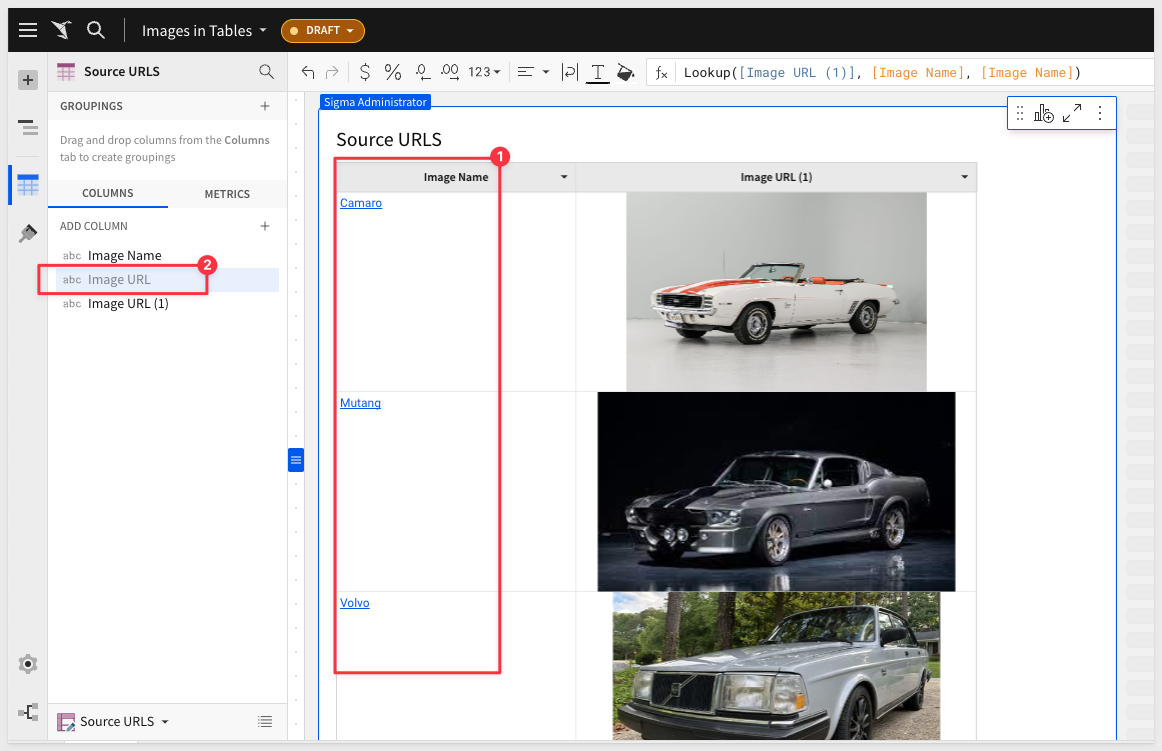 Images in Tables
DRAFT
Source URLS
$ % .0 .00 123
fx Lookup([Image URL (1)], [Image Name], [Image Name])
GROUPINGS
Drag and drop columns from the Columns
tab to create groupings
COLUMNS METRICS
ADD COLUMN
abc Image Name
2
abc Image URL
abc Image URL (1)
Source URLS
Sigma Administrator
Source URLS
1
Image Name Image URL (1)
Camaro
Mutang
Volvo